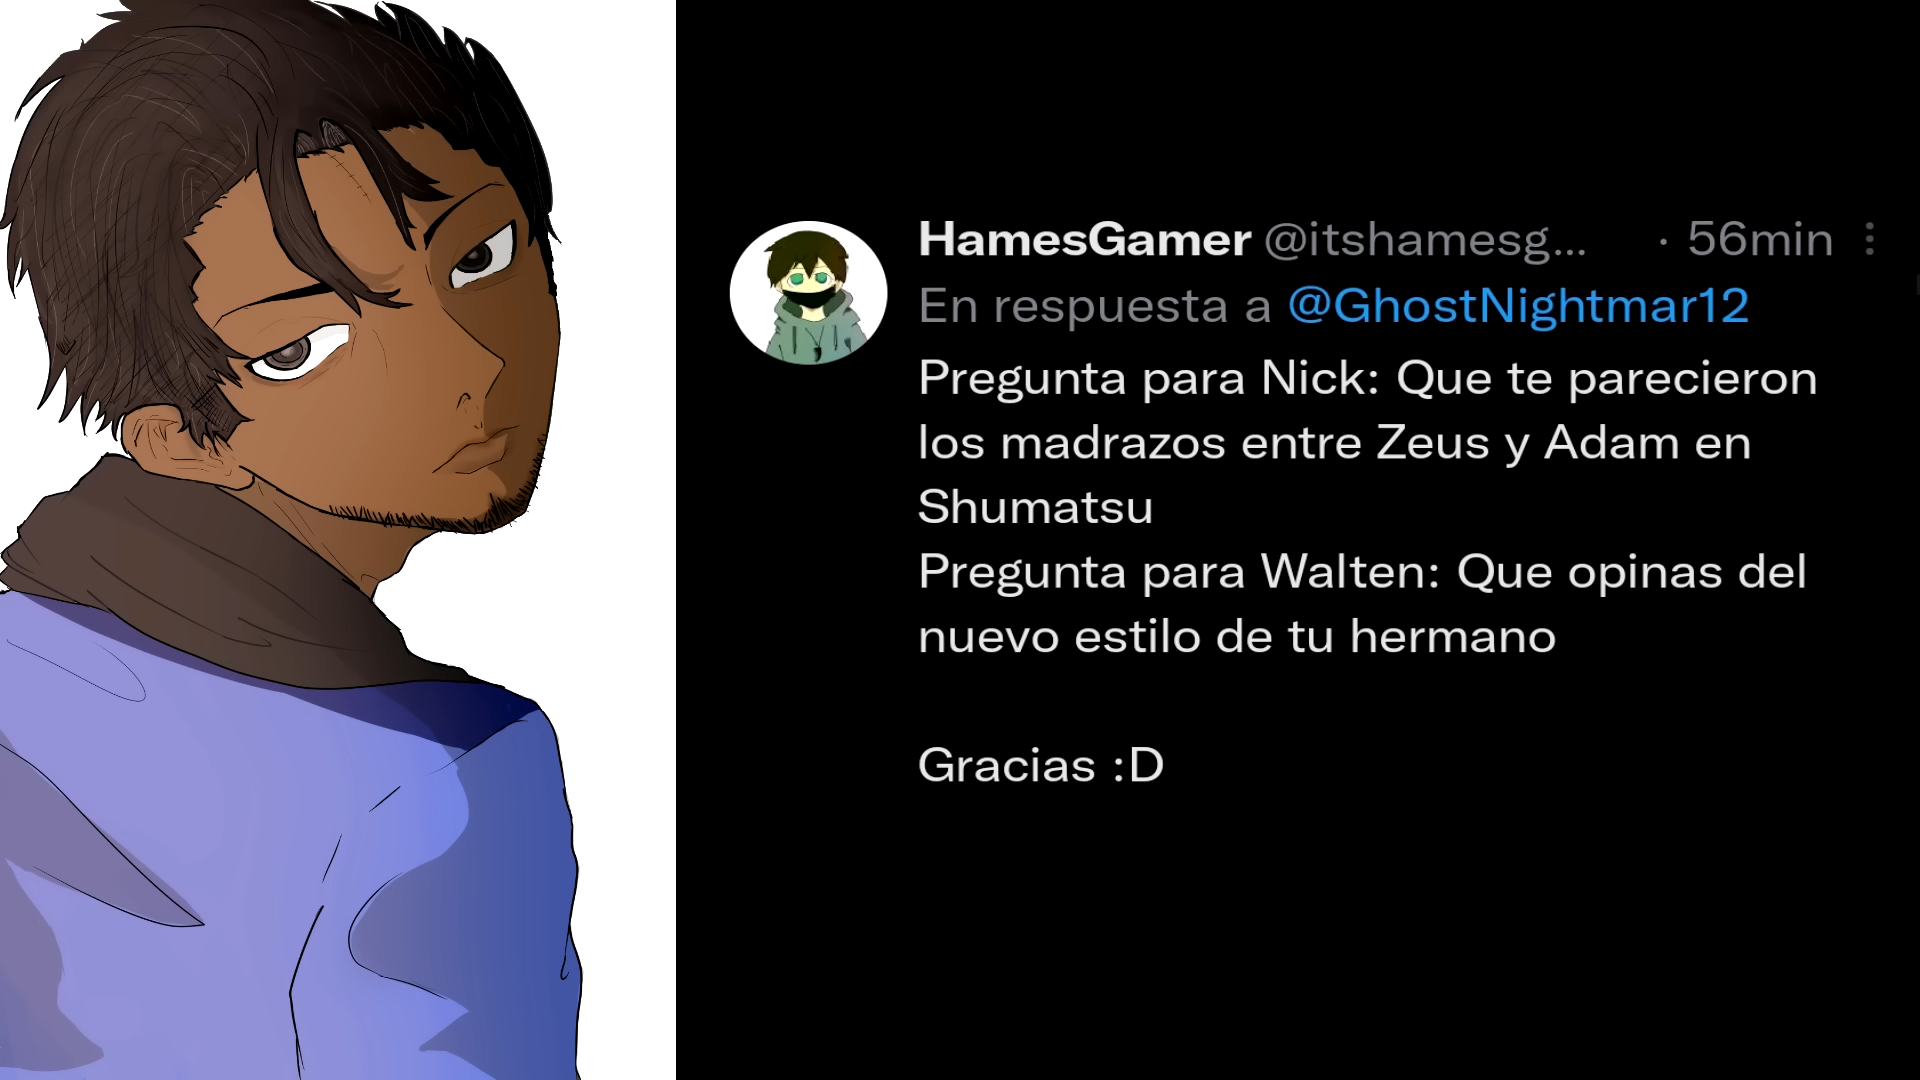 HamesGamer @itshamesg... · 56min
En respuesta a @GhostNightmar12
Pregunta para Nick: Que te parecieron
los madrazos entre Zeus y Adam en
Shumatsu
Pregunta para Walten: Que opinas del
nuevo estilo de tu hermano
Gracias :D